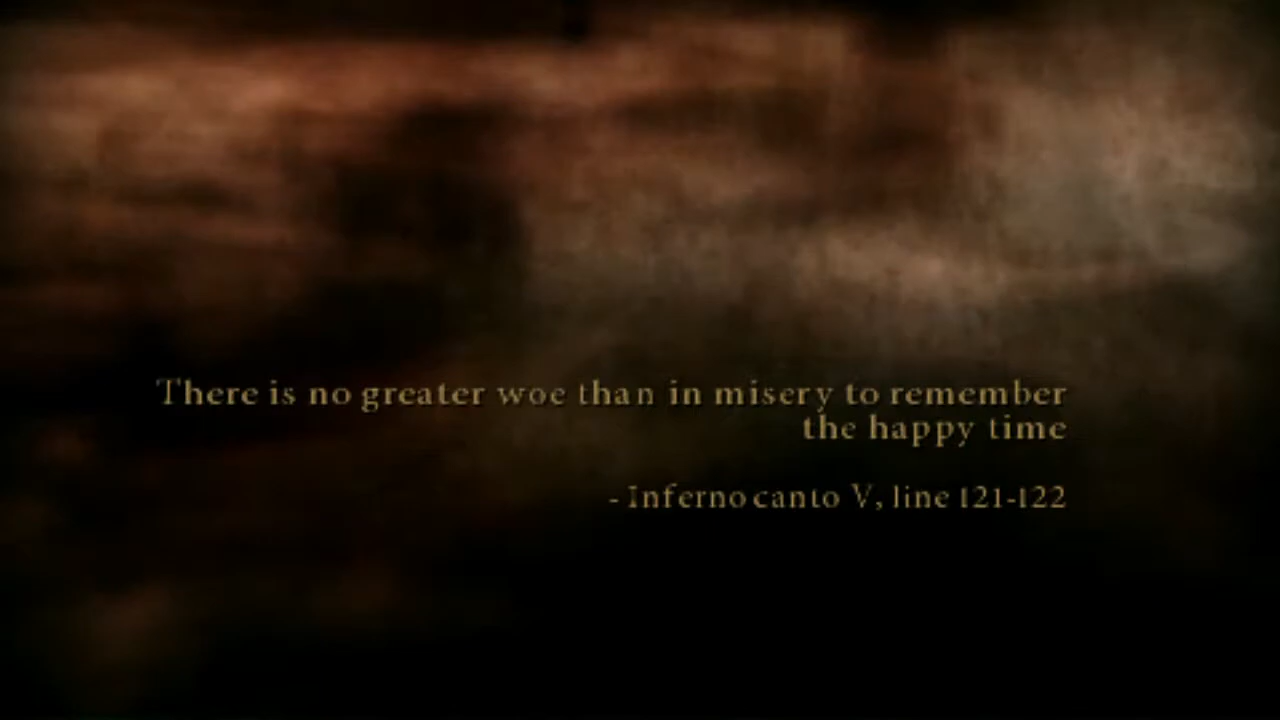 There is no greater woe than in misery to remember
the happy time
- Inferno canto V, line 121-122